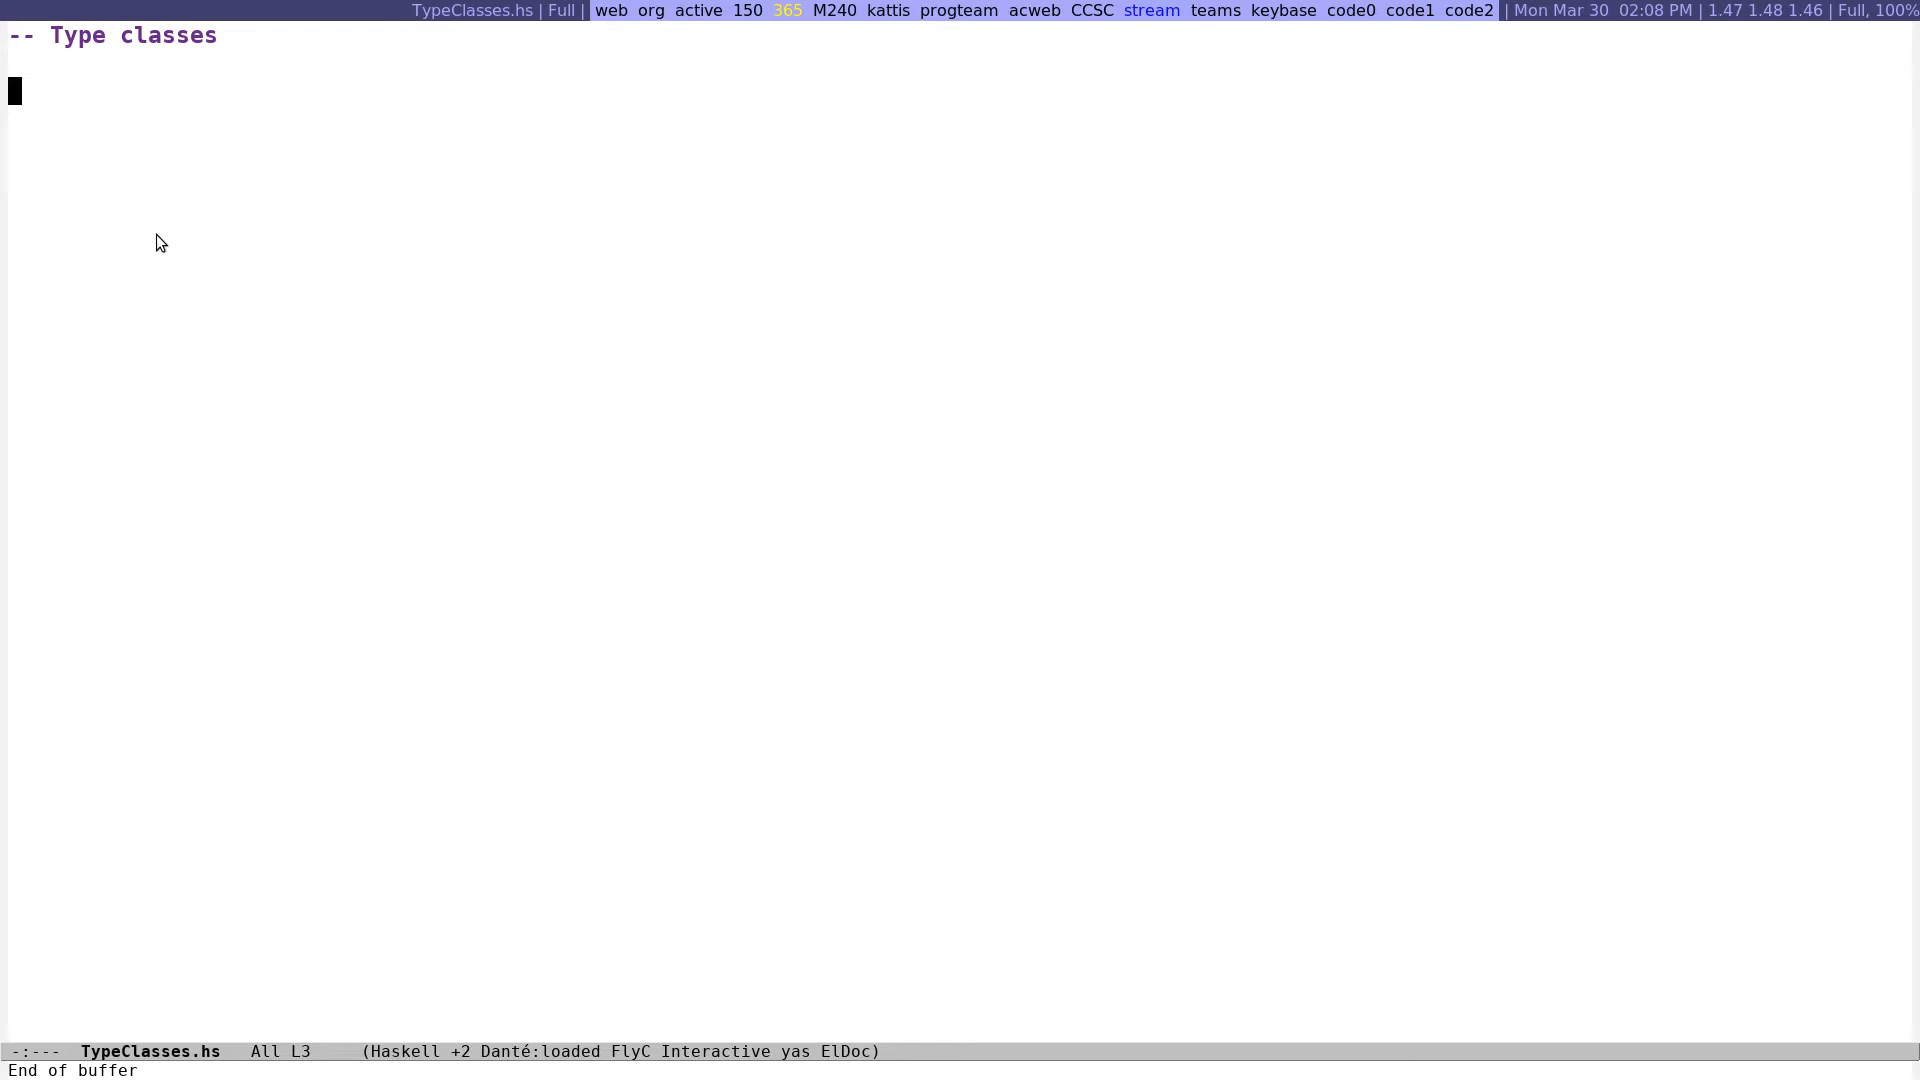 TypeClasses.hs | Full | web org active 150 365 M240 kattis progteam acweb CCSC stream teams keybase code0 code1 code2 | Mon Mar 30 02:08 PM | 1.47 1.48 1.46 | Full, 100%
-- Type classes
-:--- TypeClasses.hs All L3 (Haskell +2 Danté:loaded FlyC Interactive yas ElDoc)
End of buffer